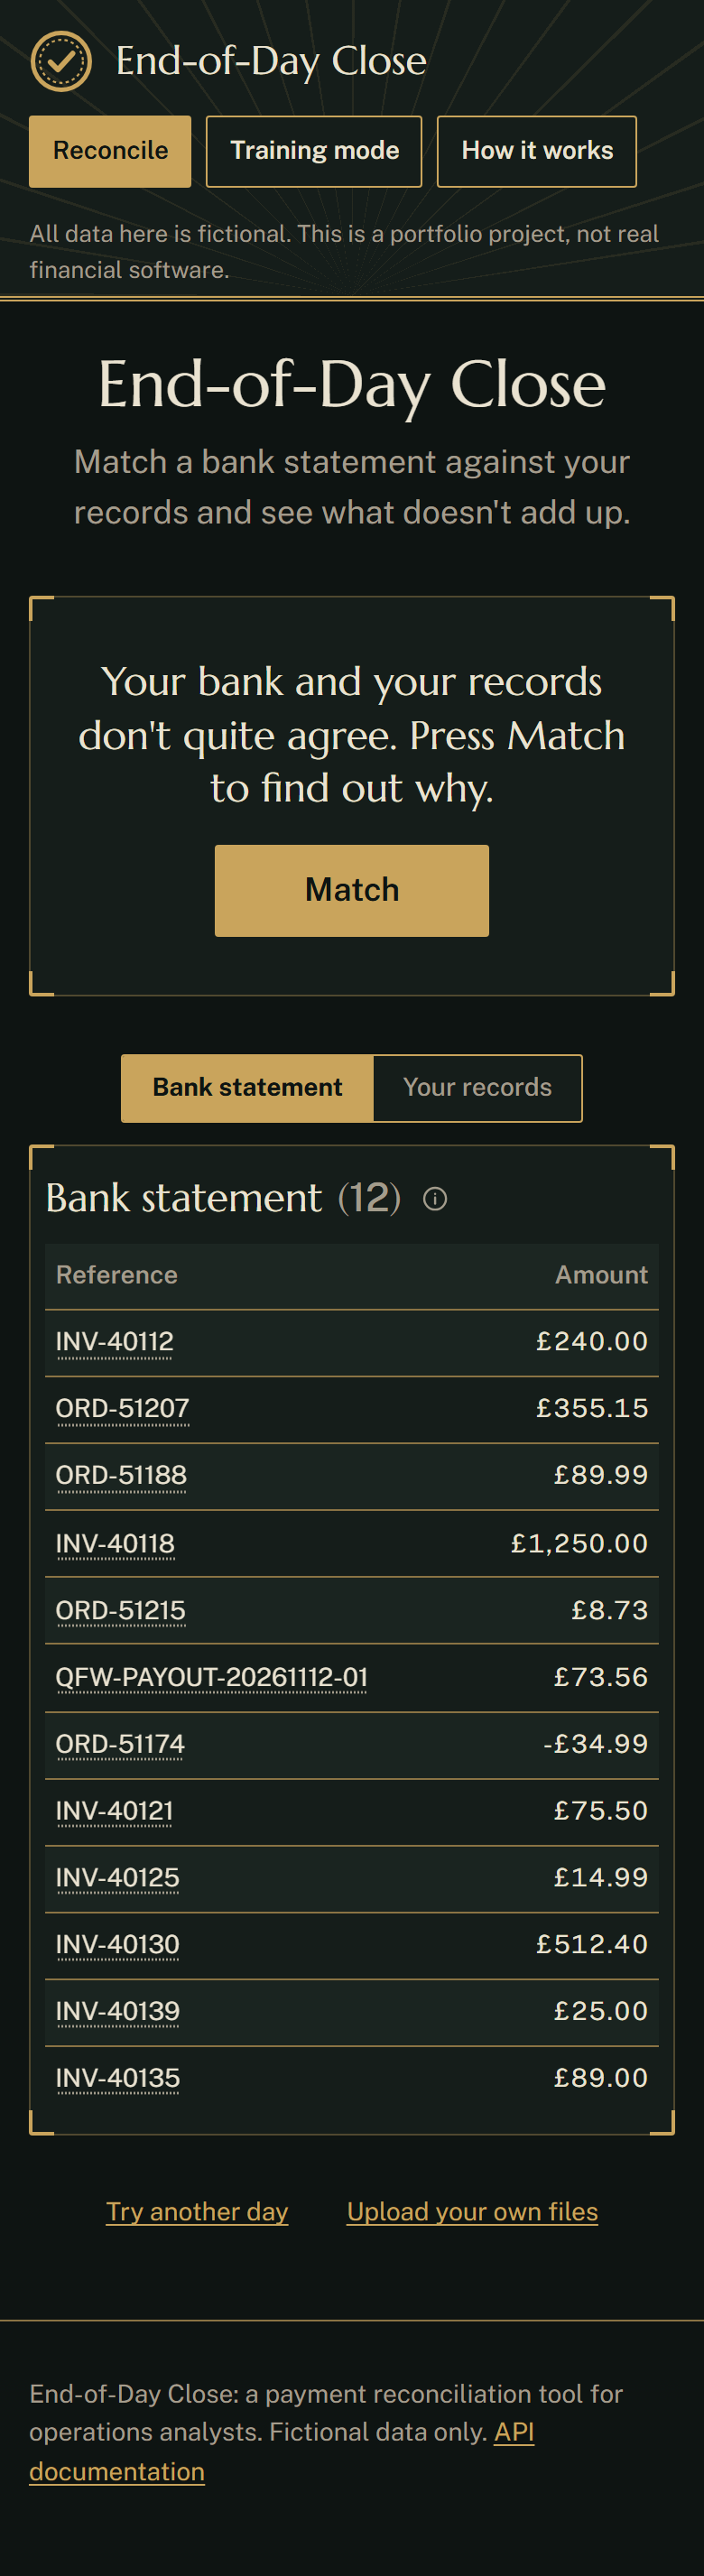 End-of-Day Close
Reconcile
Training mode
How it works
All data here is fictional. This is a portfolio project, not real
financial software.
End-of-Day Close
Match a bank statement against your
records and see what doesn't add up.
Your bank and your records
don't quite agree. Press Match
to find out why.
Match
Bank statement
Your records
Bank statement (12)
Reference Amount
INV-40112 £240.00
ORD-51207 £355.15
ORD-51188 £89.99
INV-40118 £1,250.00
ORD-51215 £8.73
QFW-PAYOUT-20261112-01 £73.56
ORD-51174 -£34.99
INV-40121 £75.50
INV-40125 £14.99
INV-40130 £512.40
INV-40139 £25.00
INV-40135 £89.00
Try another day
Upload your own files
End-of-Day Close: a payment reconciliation tool for
operations analysts. Fictional data only. API
documentation